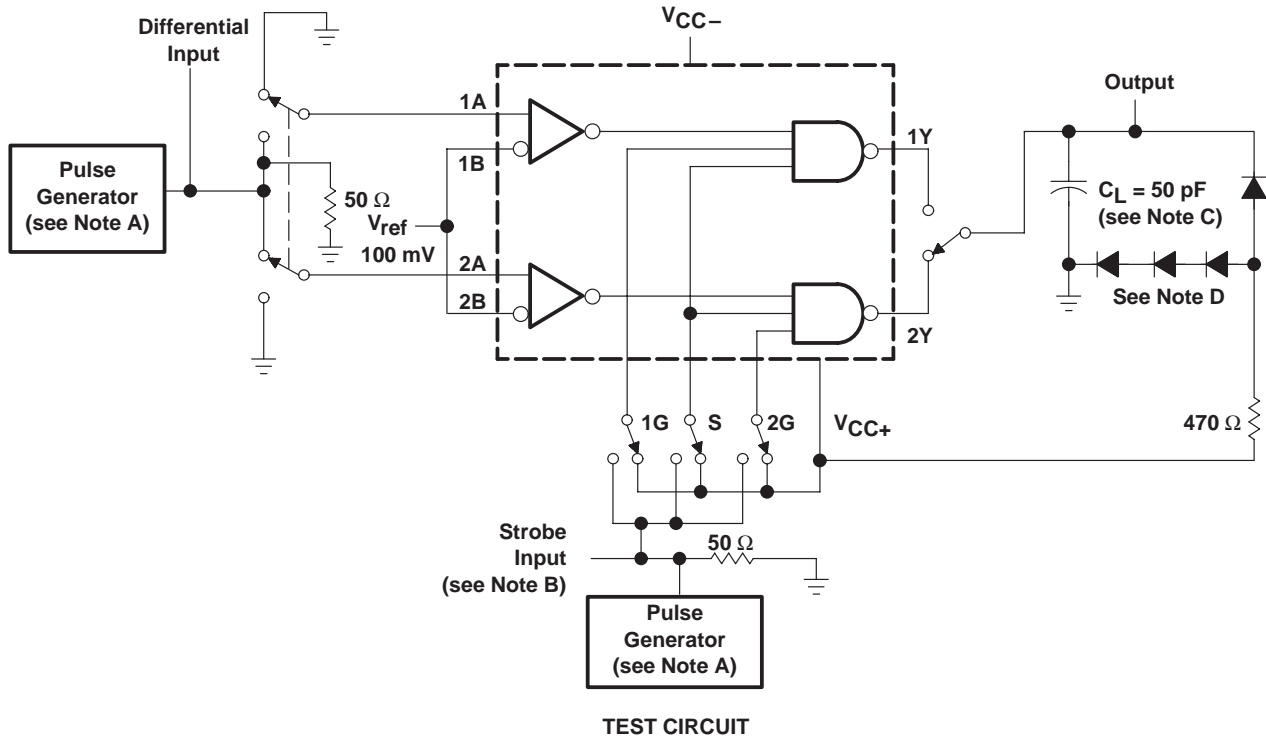 Differential
Input
VCC−
Pulse
Generator
(see Note A)
50 Ω
Vref
100 mV
1A
1B
2A
2B
1Y
2Y
Output
CL = 50 pF
(see Note C)
See Note D
470 Ω
1G
S
2G
VCC+
Strobe
Input
(see Note B)
50 Ω
Pulse
Generator
(see Note A)
TEST CIRCUIT